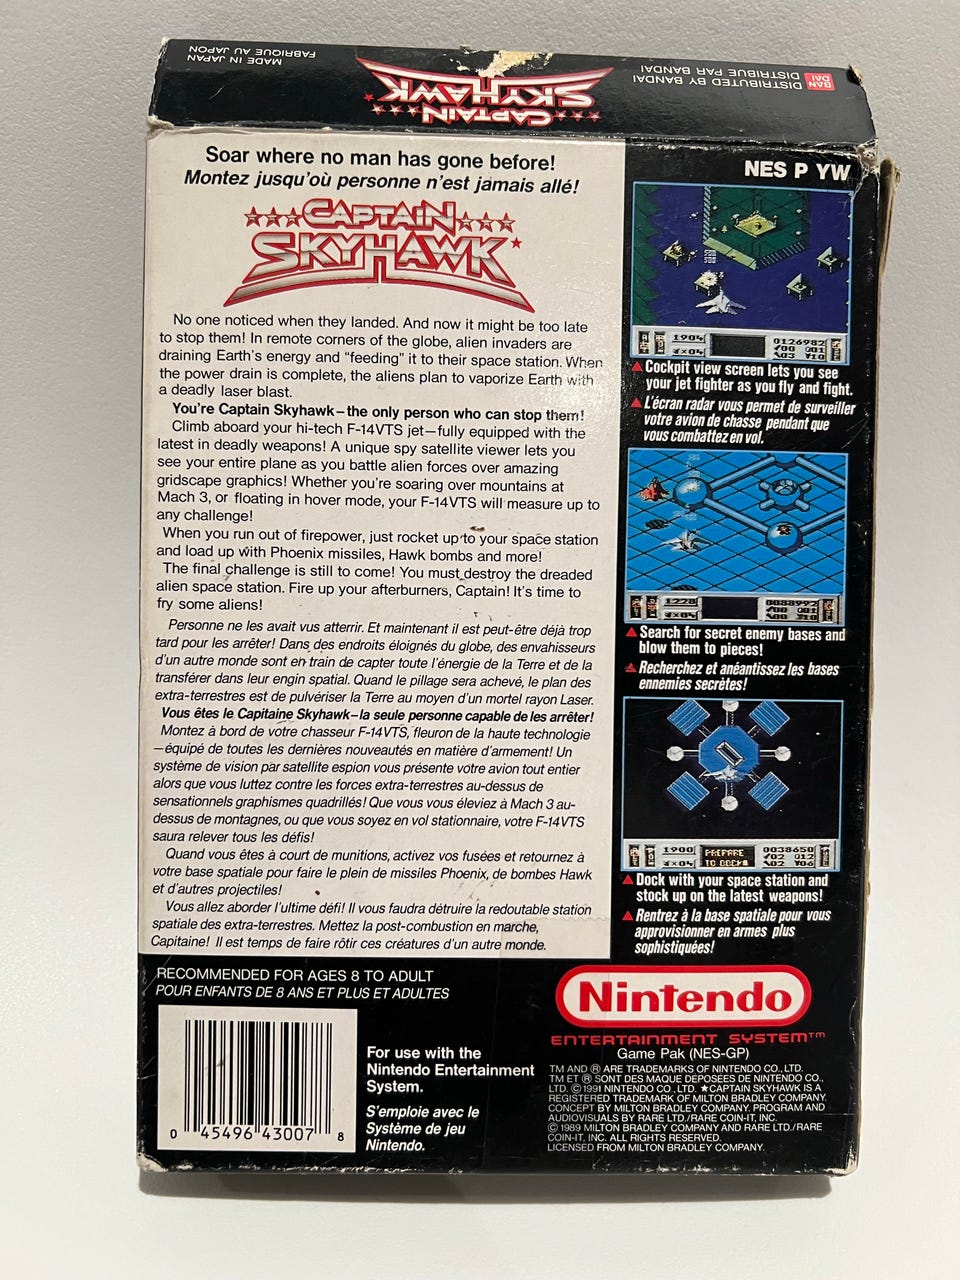 MADE IN JAPAN
FABRIQUE AU JAPON
CAPTAIN
SKYHAWK
DISTRIBUTED BY BANDAI
DISTRIBUE PAR BANDAI
BAN
DAI
Soar where no man has gone before!
Montez jusqu'où personne n'est jamais allé!
CAPTAIN
SKYHAWK
No one noticed when they landed. And now it might be too late
to stop them! In remote corners of the globe, alien invaders are
draining Earth's energy and “feeding” it to their space station. When
the power drain is complete, the aliens plan to vaporize Earth with
a deadly laser blast.
You're Captain Skyhawk–the only person who can stop them!
Climb aboard your hi-tech F-14VTS jet—fully equipped with the
latest in deadly weapons! A unique spy satellite viewer lets you
see your entire plane as you battle alien forces over amazing
gridscape graphics! Whether you're soaring over mountains at
Mach 3, or floating in hover mode, your F-14VTS will measure up to
any challenge!
When you run out of firepower, just rocket up to your space station
and load up with Phoenix missiles, Hawk bombs and more!
The final challenge is still to come! You must destroy the dreaded
alien space station. Fire up your afterburners, Captain! It's time to
fry some aliens!
Personne ne les avait vus atterrir. Et maintenant il est peut-être déjà trop
tard pour les arrêter! Dans des endroits éloignés du globe, des envahisseurs
d'un autre monde sont en train de capter toute l'énergie de la Terre et de la
transférer dans leur engin spatial. Quand le pillage sera achevé, le plan des
extra-terrestres est de pulvériser la Terre au moyen d'un mortel rayon Laser.
Vous êtes le Capitaine Skyhawk–la seule personne capable de les arrêter!
Montez à bord de votre chasseur F-14VTS, fleuron de la haute technologie
—équipé de toutes les dernières nouveautés en matière d'armement! Un
système de vision par satellite espion vous présente votre avion tout entier
alors que vous luttez contre les forces extra-terrestres au-dessus de
sensationnels graphismes quadrillés! Que vous vous éleviez à Mach 3 au-
dessus de montagnes, ou que vous soyez en vol stationnaire, votre F-14VTS
saura relever tous les défis!
Quand vous êtes à court de munitions, activez vos fusées et retournez à
votre base spatiale pour faire le plein de missiles Phoenix, de bombes Hawk
et d'autres projectiles!
Vous allez aborder l'ultime défi! Il vous faudra détruire la redoutable station
spatiale des extra-terrestres. Mettez la post-combustion en marche,
Capitaine! Il est temps de faire rôtir ces créatures d'un autre monde.
NES P YW
1904
0126982
Cockpit view screen lets you see
your jet fighter as you fly and fight.
L'écran radar vous permet de surveiller
votre avion de chasse pendant que
vous combattez en vol.
1220
0088992
Search for secret enemy bases and
blow them to pieces!
Recherchez et anéantissez les bases
ennemies secrètes!
1900
PREPARE
TO DOCK
0038650
Dock with your space station and
stock up on the latest weapons!
Rentrez à la base spatiale pour vous
approvisionner en armes plus
sophistiquées!
RECOMMENDED FOR AGES 8 TO ADULT
POUR ENFANTS DE 8 ANS ET PLUS ET ADULTES
0 45496 43007 8
For use with the
Nintendo Entertainment
System.
S'emploie avec le
Système de jeu
Nintendo.
Nintendo
ENTERTAINMENT SYSTEM™
Game Pak (NES-GP)
TM AND ® ARE TRADEMARKS OF NINTENDO CO., LTD.
TM ET ® SONT DES MAQUE DEPOSEES DE NINTENDO CO.,
LTD. © 1991 NINTENDO CO., LTD. ★CAPTAIN SKYHAWK IS A
REGISTERED TRADEMARK OF MILTON BRADLEY COMPANY.
CONCEPT BY MILTON BRADLEY COMPANY. PROGRAM AND
AUDIOVISUALS BY RARE LTD./RARE COIN-IT, INC.
© 1989 MILTON BRADLEY COMPANY AND RARE LTD./RARE
COIN-IT, INC. ALL RIGHTS RESERVED.
LICENSED FROM MILTON BRADLEY COMPANY.